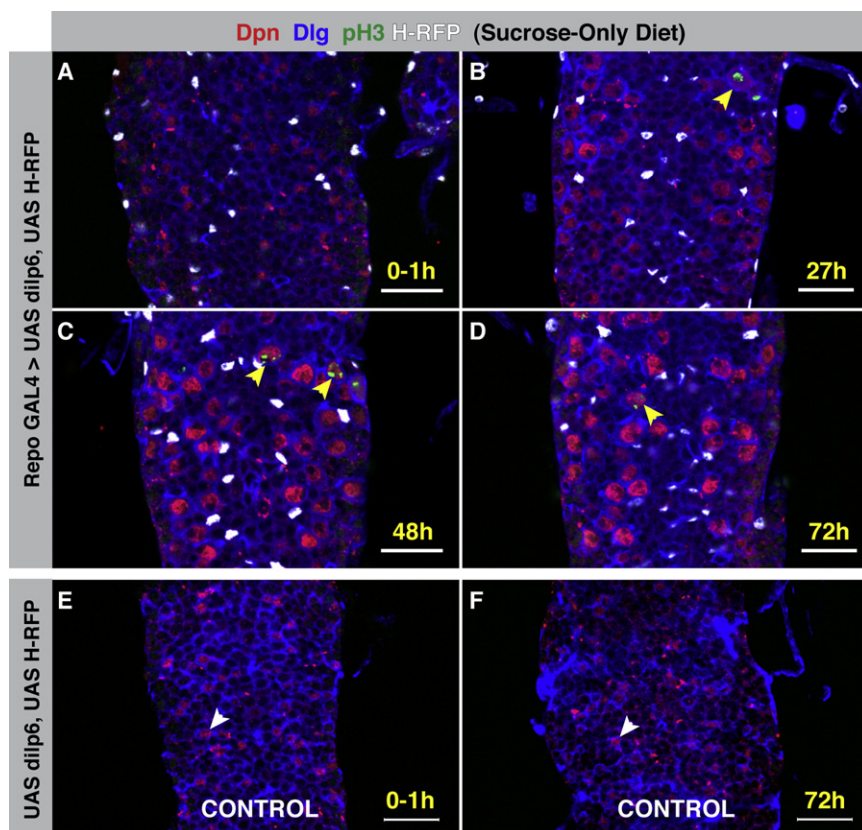 Dpn Dlg pH3 H-RFP (Sucrose-Only Diet)
Repo GAL4 > UAS dilp6, UAS H-RFP
A
0-1h
B
27h
C
48h
D
72h
UAS dilp6, UAS H-RFP
E
CONTROL
0-1h
F
CONTROL
72h